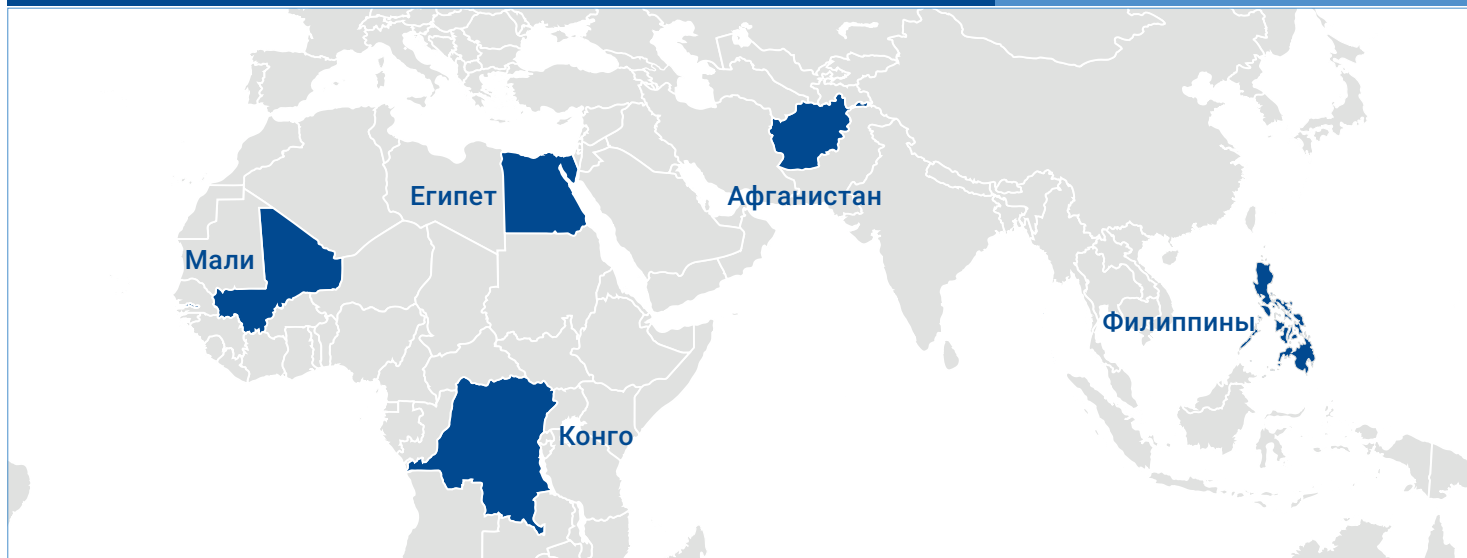 Египет
Афганистан
Мали
Филиппины
Конго